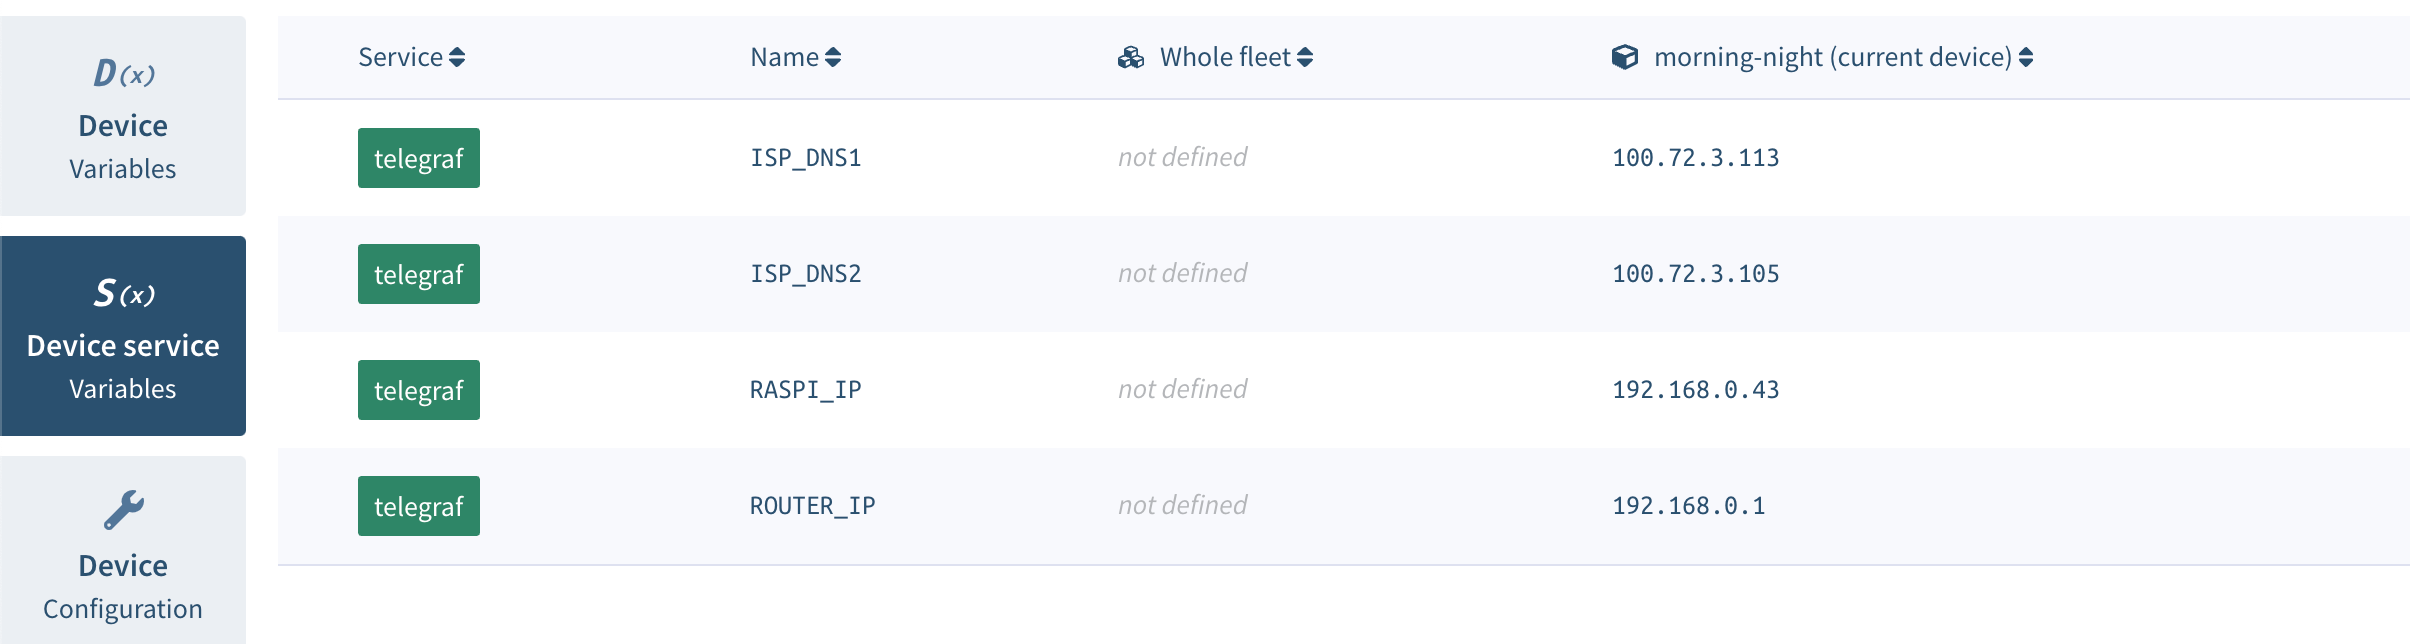 D(x)
Device
Variables
S(x)
Device service
Variables
Device
Configuration
Service Name Whole fleet morning-night (current device)
telegraf ISP_DNS1 not defined 100.72.3.113
telegraf ISP_DNS2 not defined 100.72.3.105
telegraf RASPI_IP not defined 192.168.0.43
telegraf ROUTER_IP not defined 192.168.0.1